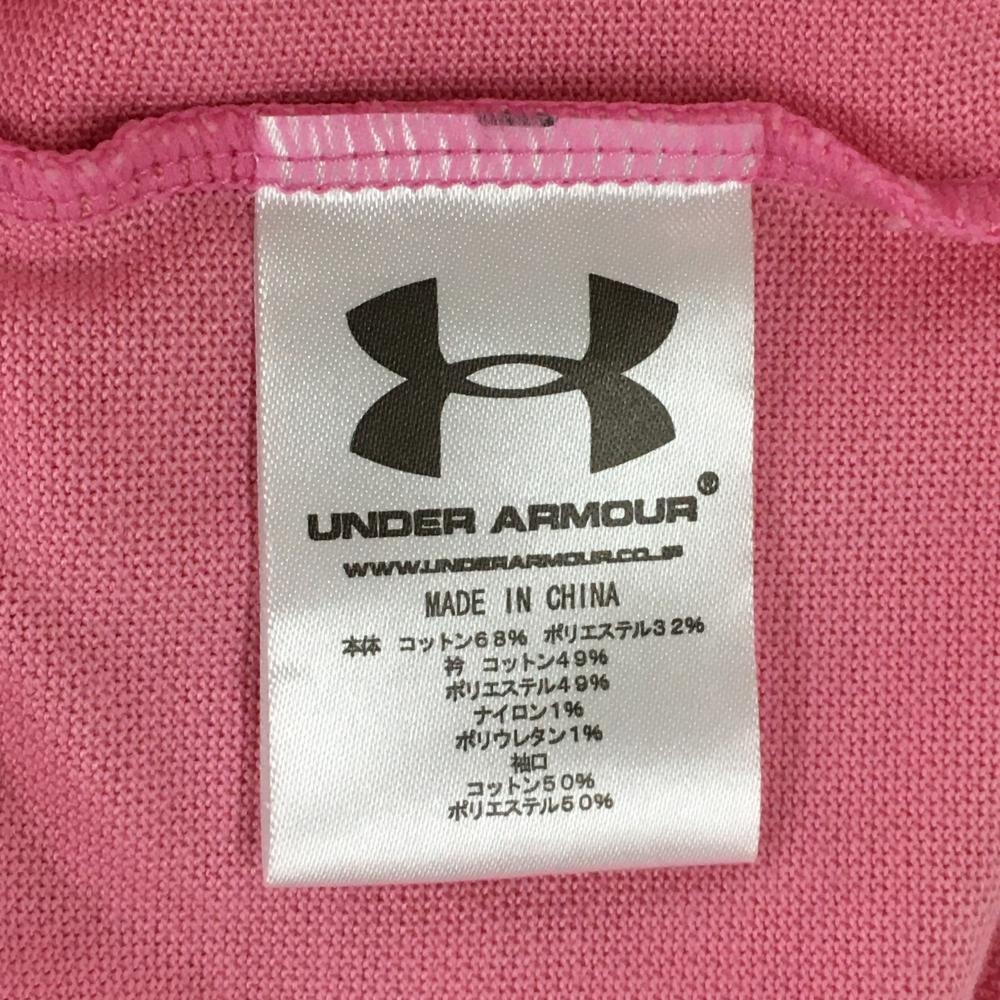 UNDER ARMOUR®
WWW.UNDERARMOUR.CO.JP
MADE IN CHINA
本体 コットン68% ポリエステル32%
衿 コットン49%
ポリエステル49%
ナイロン1%
ポリウレタン1%
袖口
コットン50%
ポリエステル50%